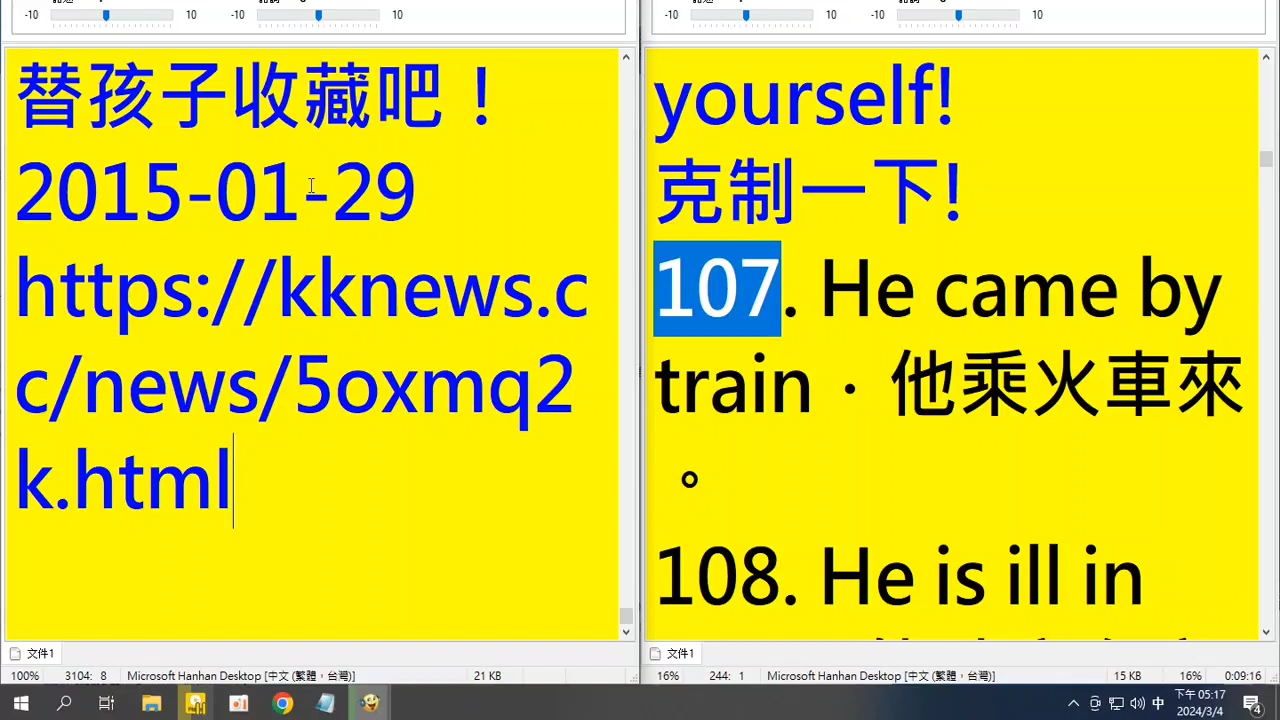 -10
10
-10
10
-10
10
-10
10
替孩子收藏吧！
2015-01-29
https://kknews.c
c/news/5oxmq2
k.html
yourself!
克制一下!
107. He came by
train． 他乘火車來
。
108. He is ill in
文件1
文件1
100%
3104: 8
Microsoft Hanhan Desktop [中文 (繁體，台灣)]
21 KB
16%
244: 1
Microsoft Hanhan Desktop [中文 (繁體，台灣)]
15 KB
16%
0:09:16
中
下午 05:17
2024/3/4
4